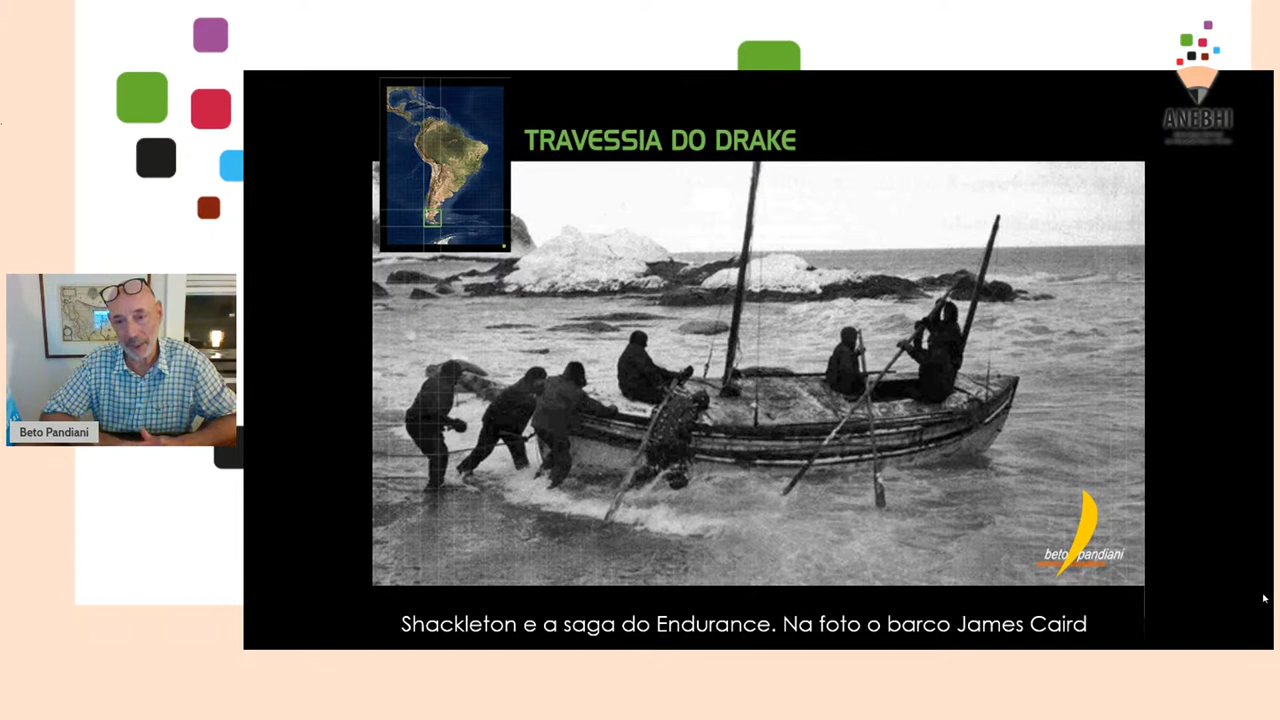 ANEBHI
TRAVESSIA DO DRAKE
Beto Pandiani
beto pandiani
Shackleton e a saga do Endurance. Na foto o barco James Caird